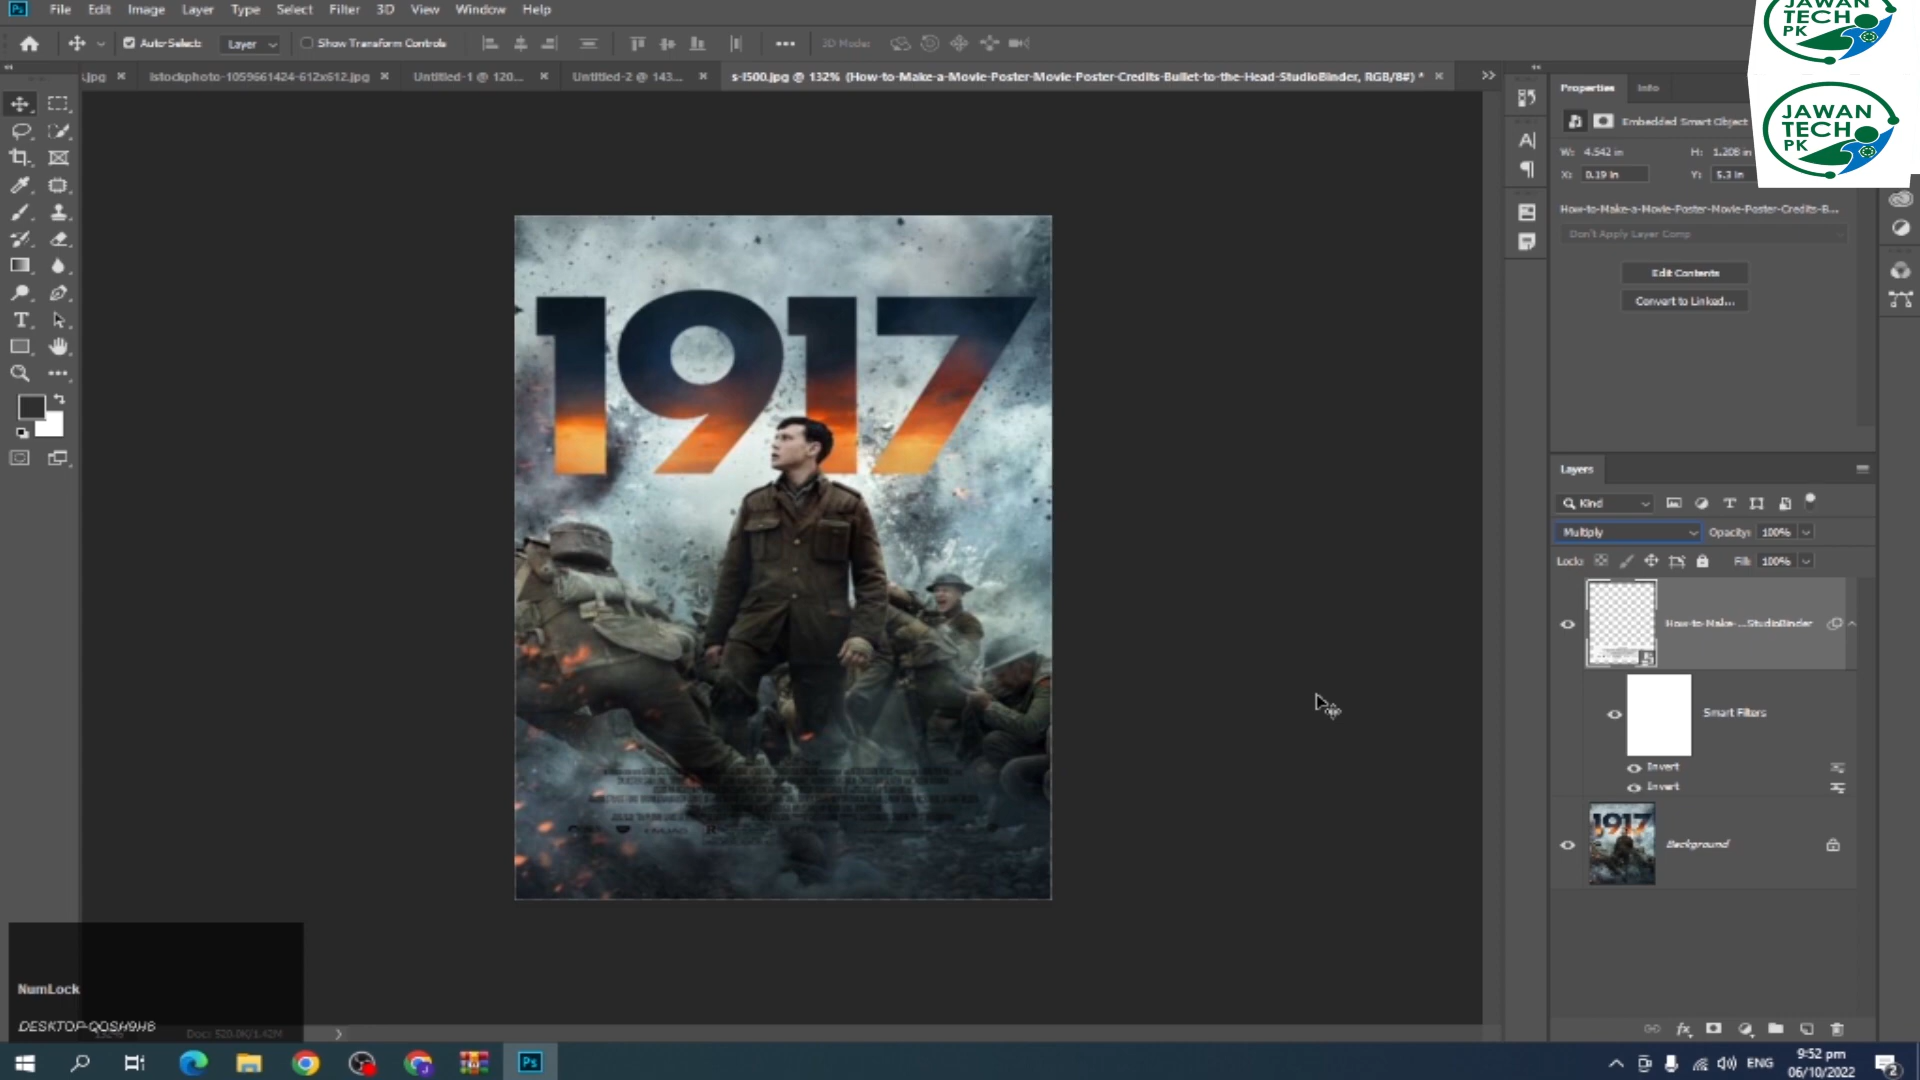 Ps File Edit Image Layer Type Select Filter 3D View Window Help
Auto-Select: Layer Show Transform Controls 3D Mode:
.jpg istockphoto-1059661424-612x612.jpg Untitled-1 @ 120... Untitled-2 @ 143... s-l500.jpg @ 132% (How-to-Make-a-Movie-Poster-Movie-Poster-Credits-Bullet-to-the-Head-StudioBinder, RGB/8#) *
JAWAN
TECH
PK
JAWAN
TECH
PK
Properties Info
Embedded Smart Object
W: 4.542 in H: 1.208 in
X: 0.19 in Y: 5.3 in
How-to-Make-a-Movie-Poster-Movie-Poster-Credits-B...
Don't Apply Layer Comp
Edit Contents
Convert to Linked...
1917
Layers
Kind
Multiply Opacity: 100%
Lock: Fill: 100%
How-to-Make-...StudioBinder
Smart Filters
Invert
Invert
1917
Background
NumLock
DESKTOP-QOSH9H6
132% Doc: 520.0K/1.42M
Ps
ENG
9:52 pm
06/10/2022
2